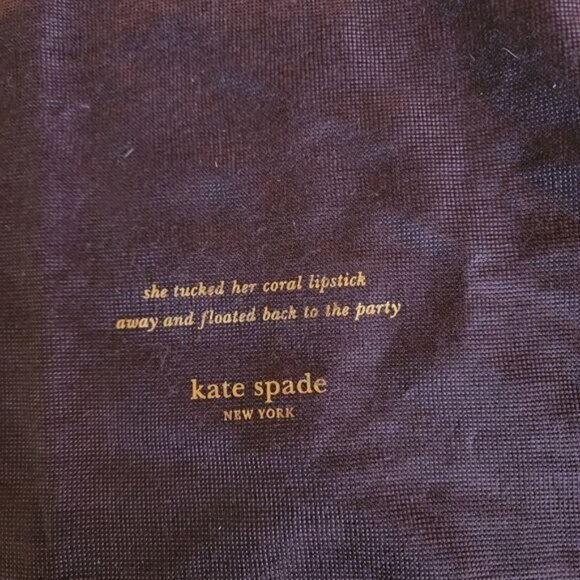 she tucked her coral lipstick
away and floated back to the party
kate spade
NEW YORK